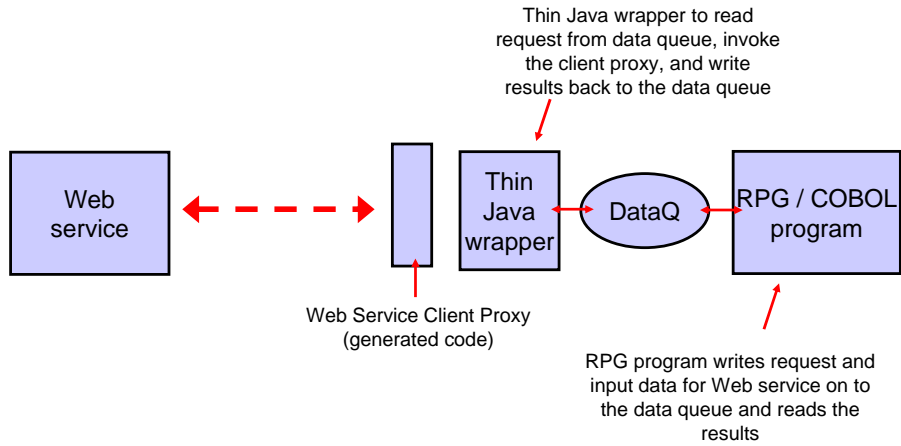 Thin Java wrapper to read
request from data queue, invoke
the client proxy, and write
results back to the data queue
Web
service
Thin
Java
wrapper
DataQ
RPG / COBOL
program
Web Service Client Proxy
(generated code)
RPG program writes request and
input data for Web service on to
the data queue and reads the
results